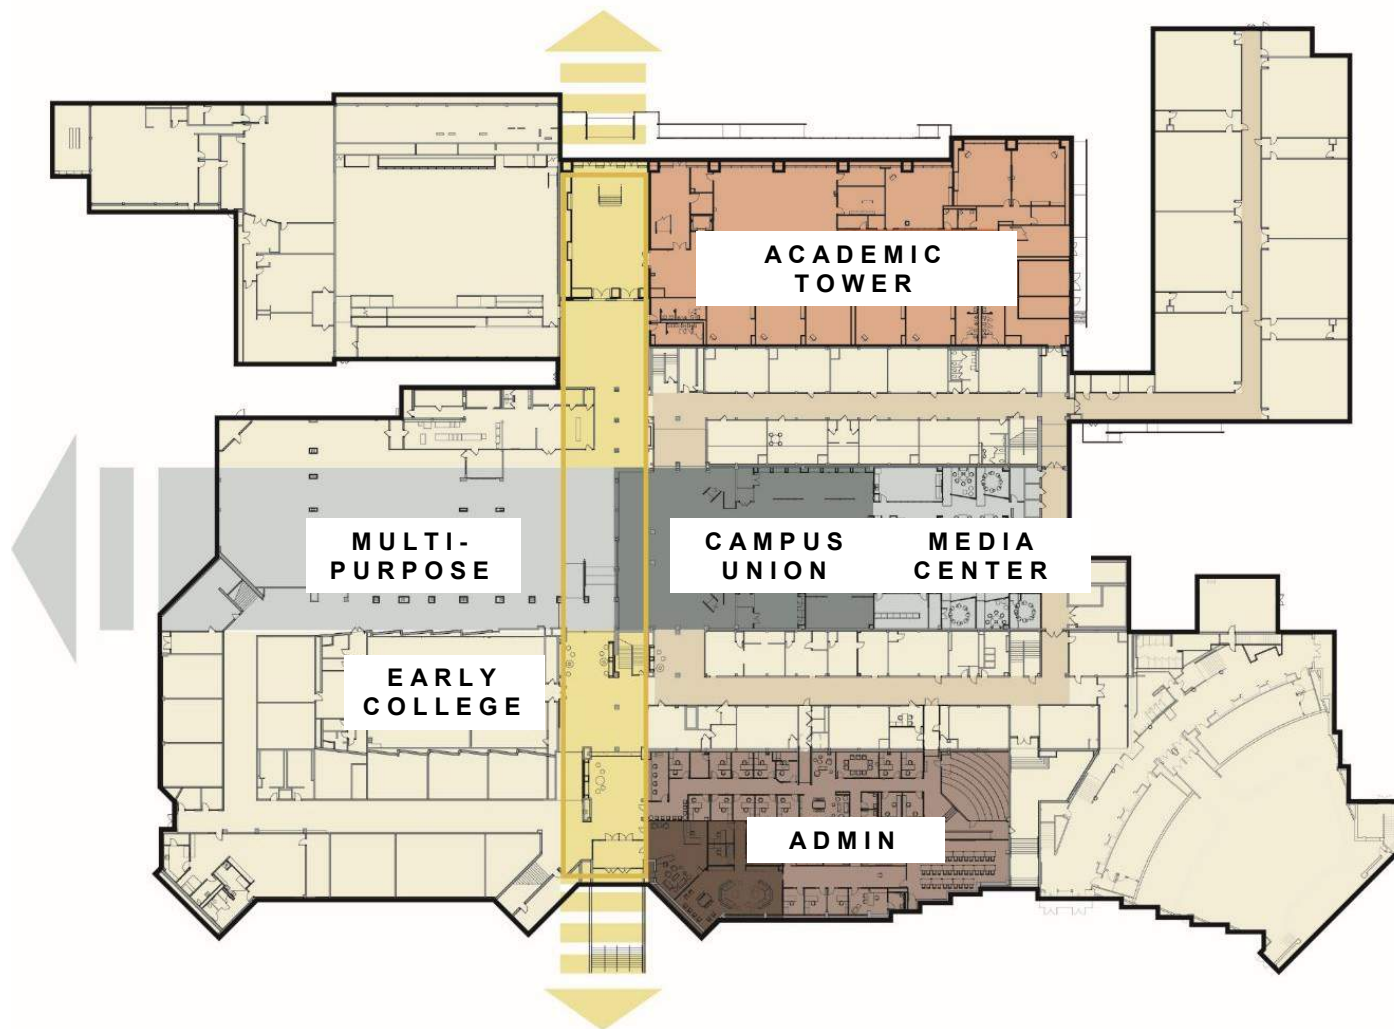 ACADEMIC
TOWER
MULTI-
PURPOSE
CAMPUS
UNION
MEDIA
CENTER
EARLY
COLLEGE
ADMIN